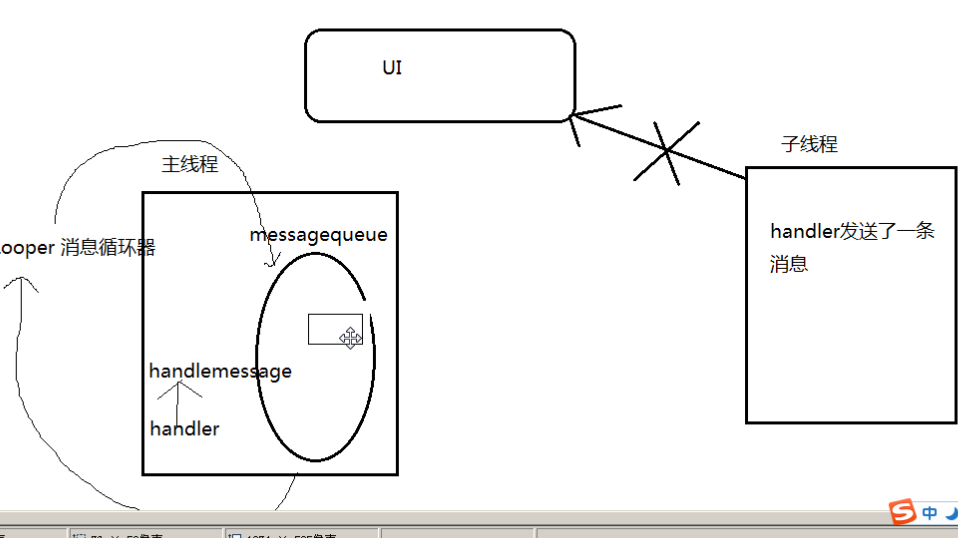 UI
主线程
子线程
messagequeue
handler发送了一条
消息
ooper 消息循环器
handlemessage
handler
中